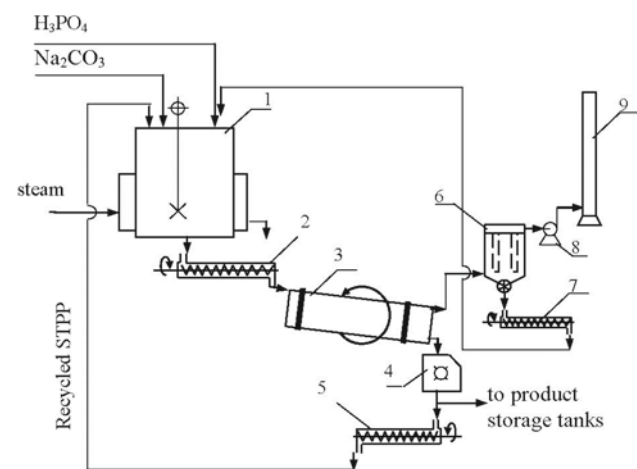 H₃PO₄
Na₂CO₃
1
9
steam
2
6
3
8
7
Recycled STPP
4
5
to product
storage tanks